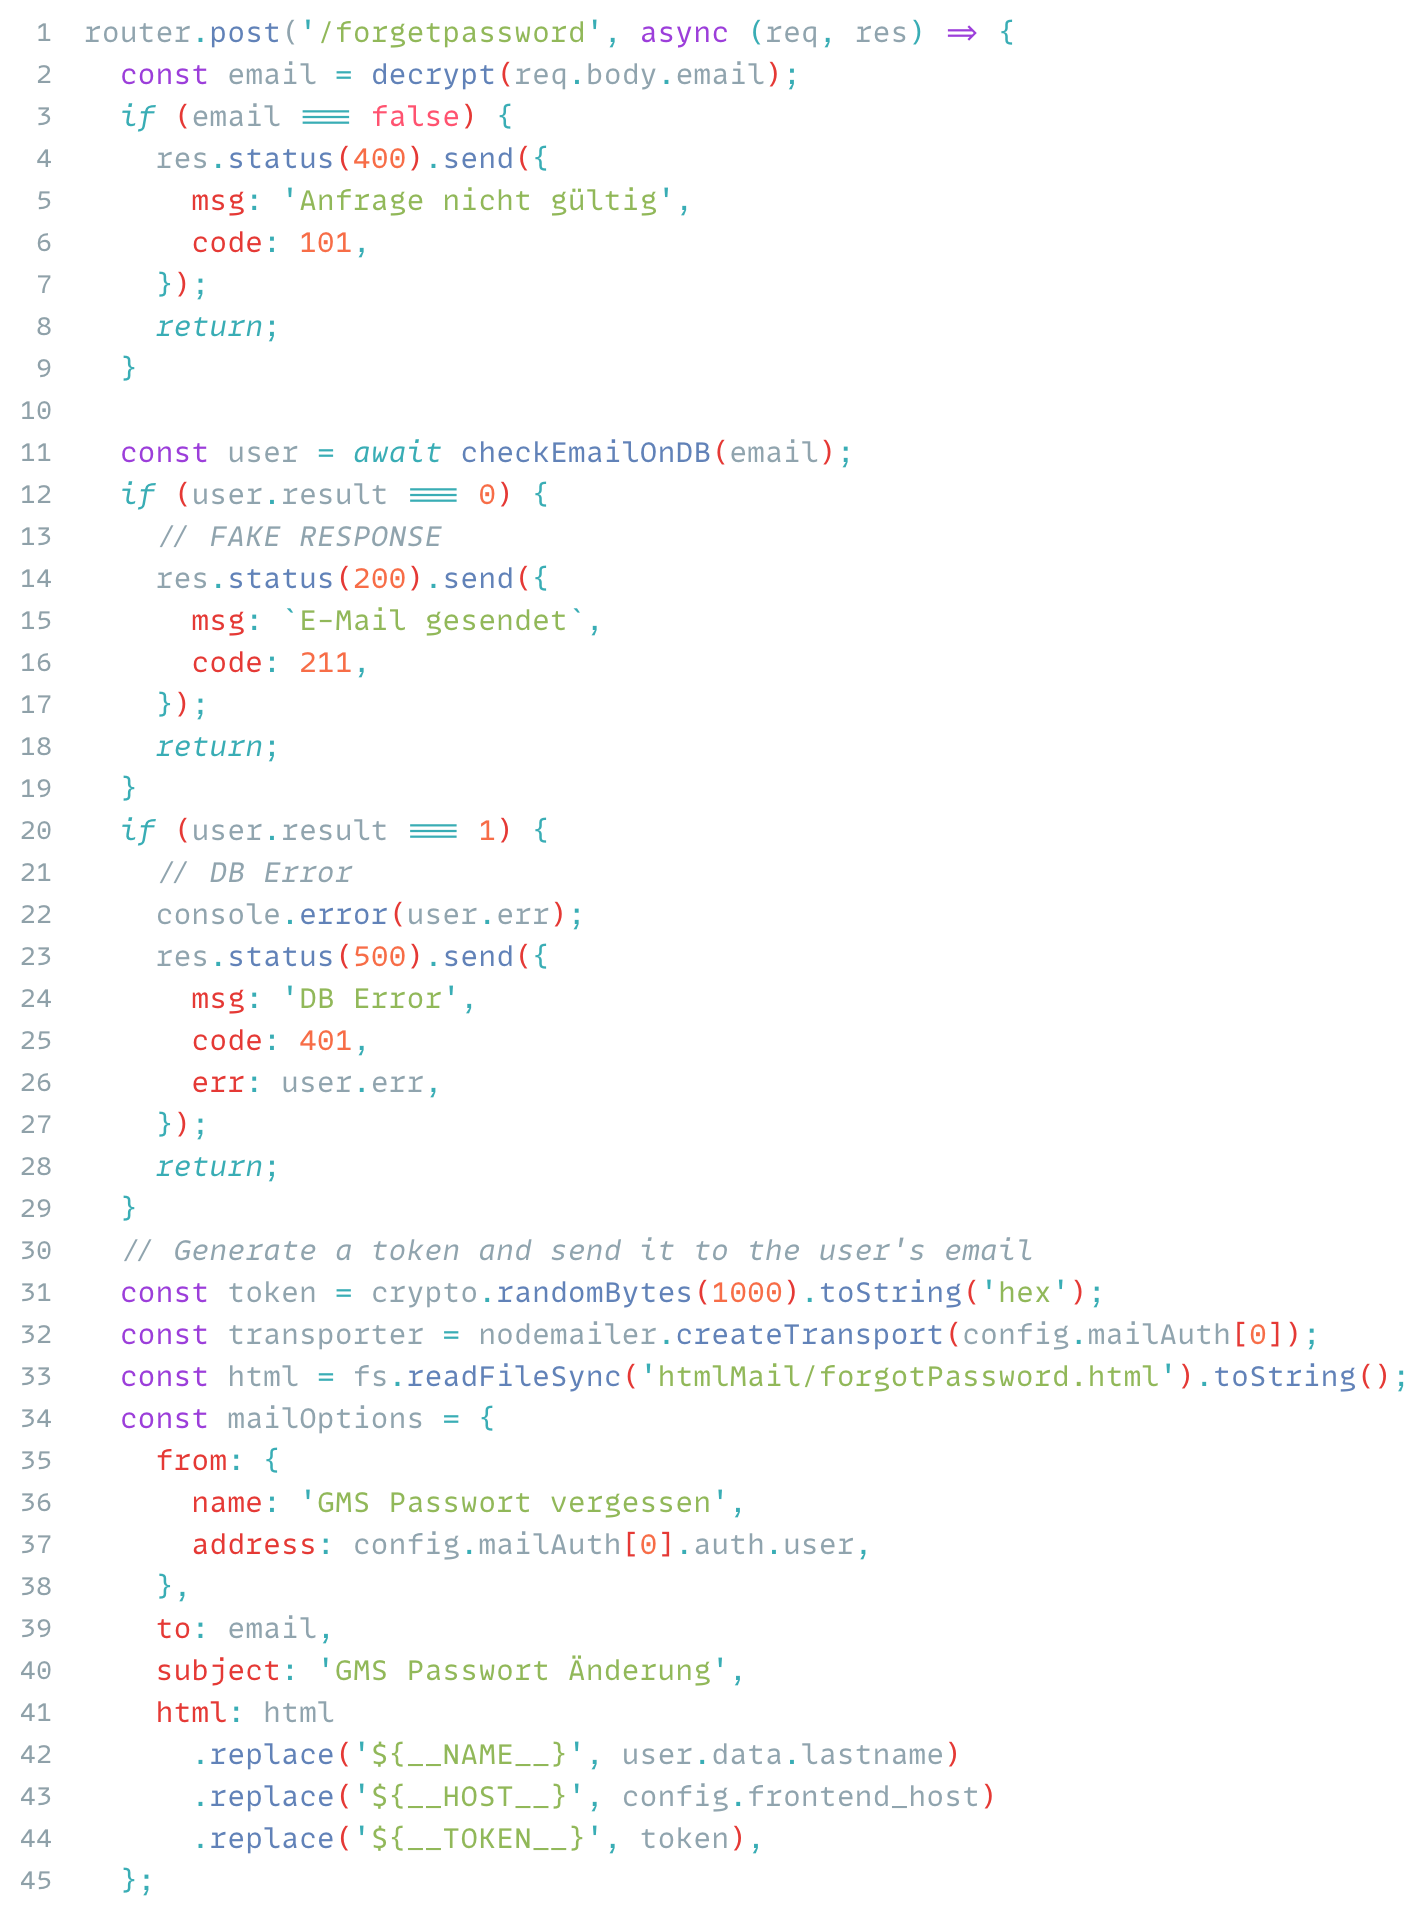 1 router.post('/forgetpassword', async (req, res) => {
2 const email = decrypt(req.body.email);
3 if (email === false) {
4 res.status(400).send({
5 msg: 'Anfrage nicht gültig',
6 code: 101,
7 });
8 return;
9 }
10
11 const user = await checkEmailOnDB(email);
12 if (user.result === 0) {
13 // FAKE RESPONSE
14 res.status(200).send({
15 msg: `E-Mail gesendet`,
16 code: 211,
17 });
18 return;
19 }
20 if (user.result === 1) {
21 // DB Error
22 console.error(user.err);
23 res.status(500).send({
24 msg: 'DB Error',
25 code: 401,
26 err: user.err,
27 });
28 return;
29 }
30 // Generate a token and send it to the user's email
31 const token = crypto.randomBytes(1000).toString('hex');
32 const transporter = nodemailer.createTransport(config.mailAuth[0]);
33 const html = fs.readFileSync('htmlMail/forgotPassword.html').toString();
34 const mailOptions = {
35 from: {
36 name: 'GMS Passwort vergessen',
37 address: config.mailAuth[0].auth.user,
38 },
39 to: email,
40 subject: 'GMS Passwort Änderung',
41 html: html
42 .replace('${__NAME__}', user.data.lastname)
43 .replace('${__HOST__}', config.frontend_host)
44 .replace('${__TOKEN__}', token),
45 };